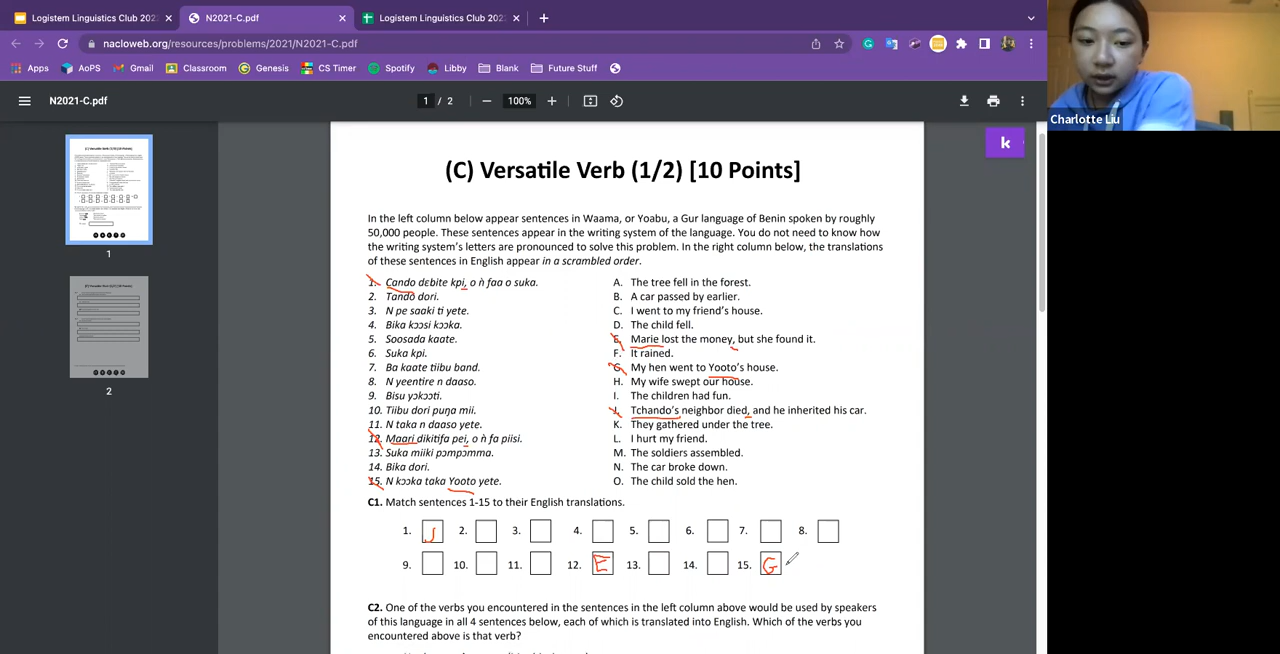 Logistem Linguistics Club 202
N2021-C.pdf
Logistem Linguistics Club 202
nacloweb.org/resources/problems/2021/N2021-C.pdf
Apps
AoPS
Gmail
Classroom
Genesis
CS Timer
Spotify
Libby
Blank
Future Stuff
N2021-C.pdf
1 / 2
100%
Charlotte Liu
k
1
2
(C) Versatile Verb (1/2) [10 Points]
In the left column below appear sentences in Waama, or Yoabu, a Gur language of Benin spoken by roughly
50,000 people. These sentences appear in the writing system of the language. You do not need to know how
the writing system's letters are pronounced to solve this problem. In the right column below, the translations
of these sentences in English appear in a scrambled order.
1. Cando dɛbite kpi, o ǹ faa o suka.
2. Tando dori.
3. N pe saaki ti yete.
4. Bika kɔɔsi kɔɔka.
5. Soosada kaate.
6. Suka kpi.
7. Ba kaate tiibu band.
8. N yeentire n daaso.
9. Bisu yɔkɔɔti.
10. Tiibu dori puŋa mii.
11. N taka n daaso yete.
12. Maari dikitifa pei, o ǹ fa piisi.
13. Suka miiki pɔmpɔmma.
14. Bika dori.
15. N kɔɔka taka Yooto yete.
A. The tree fell in the forest.
B. A car passed by earlier.
C. I went to my friend's house.
D. The child fell.
E. Marie lost the money, but she found it.
F. It rained.
G. My hen went to Yooto's house.
H. My wife swept our house.
I. The children had fun.
J. Tchando's neighbor died, and he inherited his car.
K. They gathered under the tree.
L. I hurt my friend.
M. The soldiers assembled.
N. The car broke down.
O. The child sold the hen.
C1. Match sentences 1-15 to their English translations.
1. J 2. 3. 4. 5. 6. 7. 8.
9. 10. 11. 12. E 13. 14. 15. G
C2. One of the verbs you encountered in the sentences in the left column above would be used by speakers
of this language in all 4 sentences below, each of which is translated into English. Which of the verbs you
encountered above is that verb?